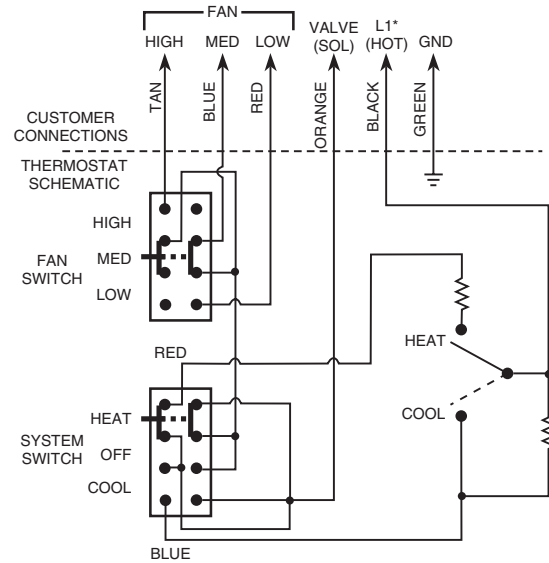 FAN
HIGH MED LOW
VALVE
(SOL)
L1*
(HOT)
GND
TAN
BLUE
RED
ORANGE
BLACK
GREEN
CUSTOMER
CONNECTIONS
THERMOSTAT
SCHEMATIC
HIGH
MED
LOW
FAN
SWITCH
RED
HEAT
OFF
COOL
SYSTEM
SWITCH
BLUE
HEAT
COOL